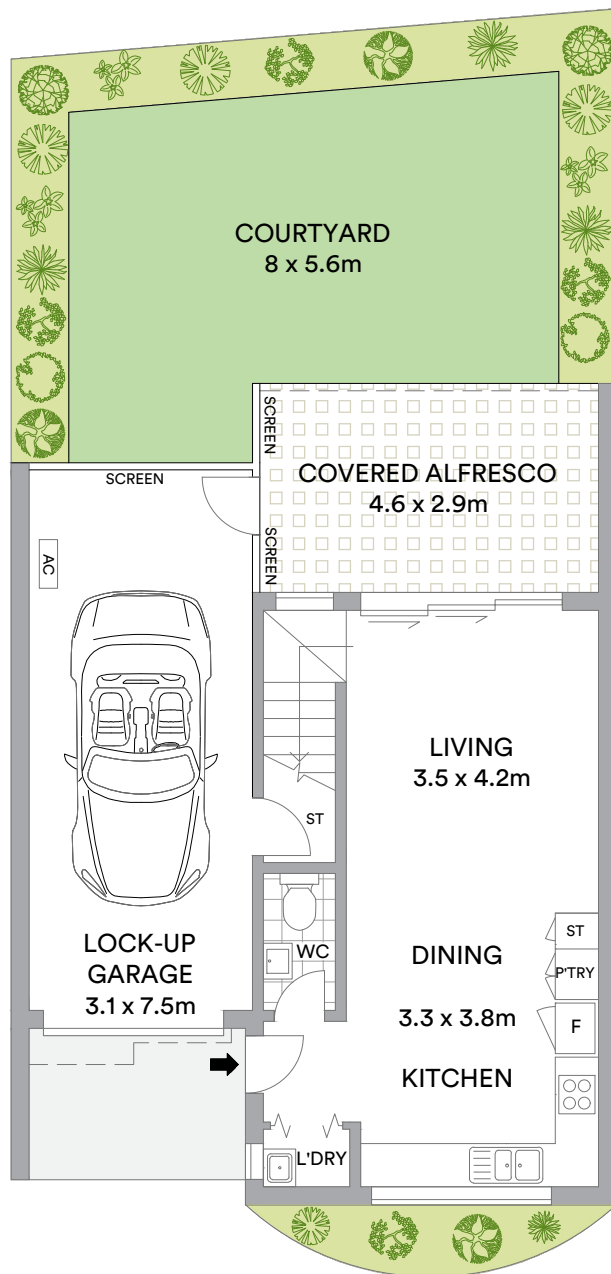 COURTYARD
8 x 5.6m
SCREEN
COVERED ALFRESCO
4.6 x 2.9m
SCREEN
SCREEN
AC
LIVING
3.5 x 4.2m
ST
LOCK-UP
GARAGE
3.1 x 7.5m
WC
DINING
3.3 x 3.8m
KITCHEN
ST
P'TRY
F
L'DRY